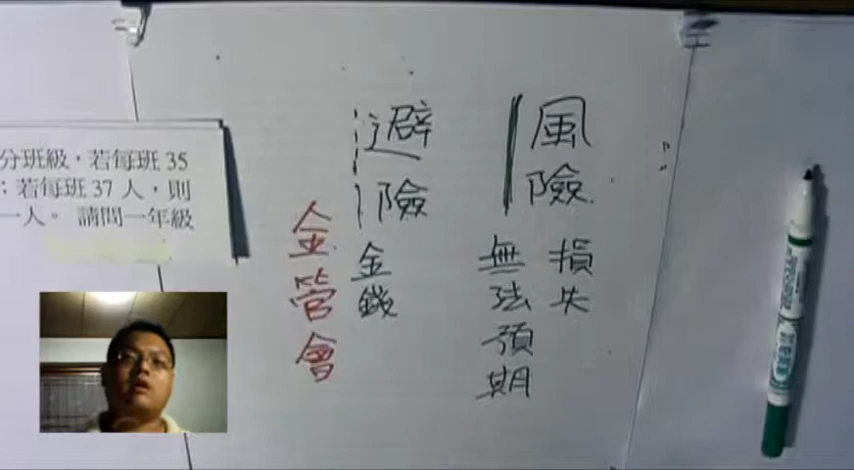 風險
損失
無法預期
避險
金錢
金管會
分班級，若每班 35
；若每班 37 人，則
一人。 請問一年級